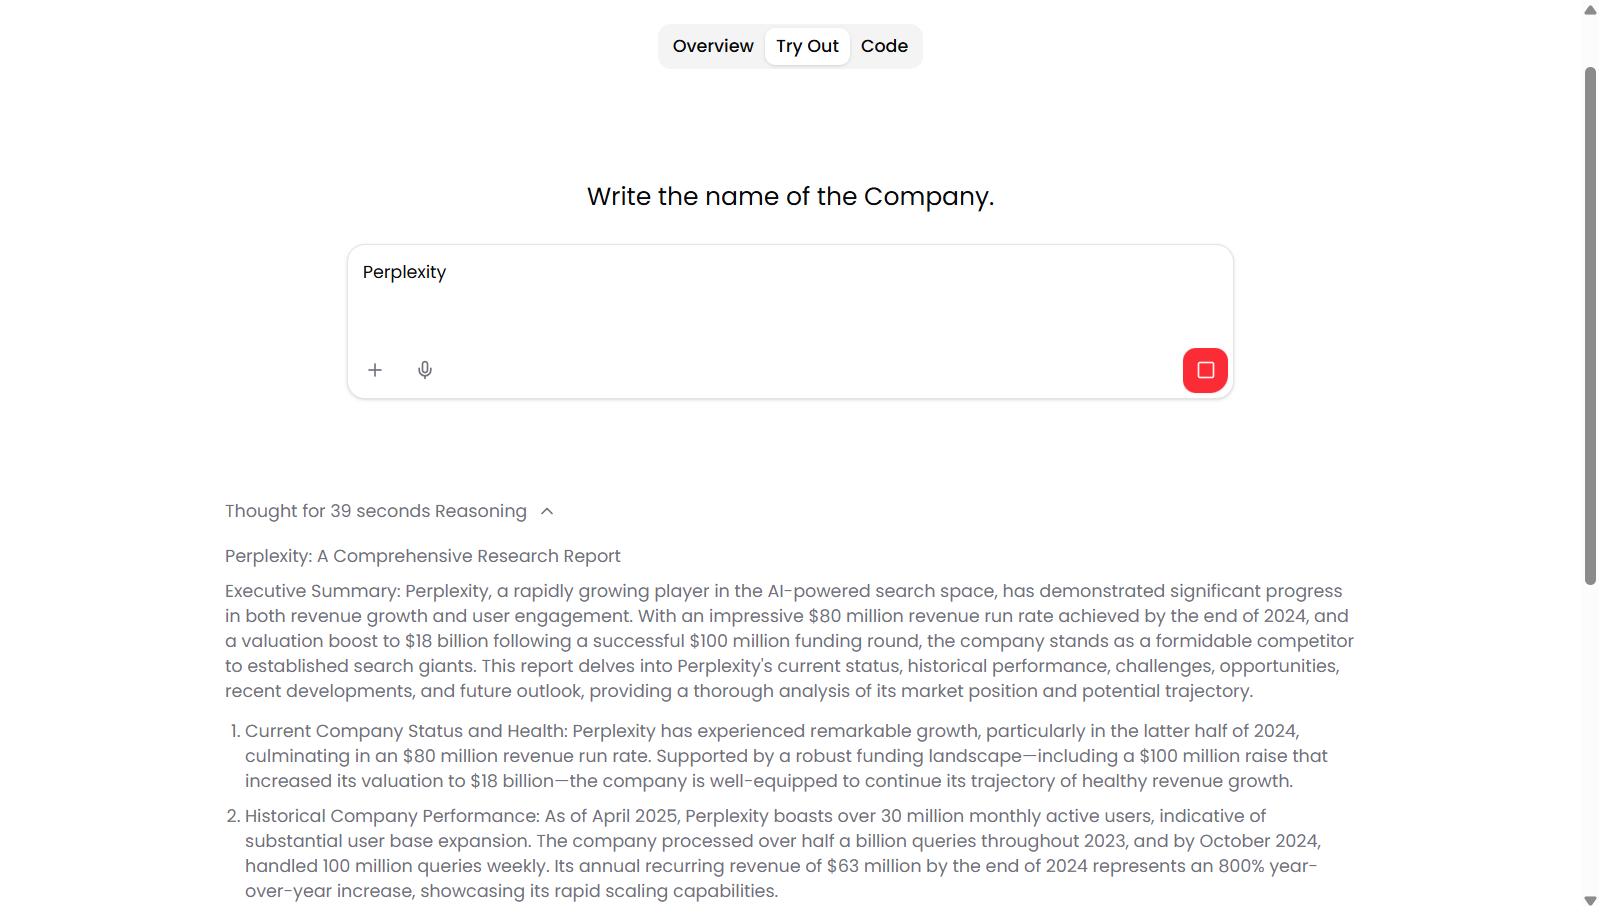 Overview Try Out Code
Write the name of the Company.
Perplexity
Thought for 39 seconds Reasoning
Perplexity: A Comprehensive Research Report
Executive Summary: Perplexity, a rapidly growing player in the AI-powered search space, has demonstrated significant progress
in both revenue growth and user engagement. With an impressive $80 million revenue run rate achieved by the end of 2024, and
a valuation boost to $18 billion following a successful $100 million funding round, the company stands as a formidable competitor
to established search giants. This report delves into Perplexity's current status, historical performance, challenges, opportunities,
recent developments, and future outlook, providing a thorough analysis of its market position and potential trajectory.
1. Current Company Status and Health: Perplexity has experienced remarkable growth, particularly in the latter half of 2024,
culminating in an $80 million revenue run rate. Supported by a robust funding landscape—including a $100 million raise that
increased its valuation to $18 billion—the company is well-equipped to continue its trajectory of healthy revenue growth.
2. Historical Company Performance: As of April 2025, Perplexity boasts over 30 million monthly active users, indicative of
substantial user base expansion. The company processed over half a billion queries throughout 2023, and by October 2024,
handled 100 million queries weekly. Its annual recurring revenue of $63 million by the end of 2024 represents an 800% year-
over-year increase, showcasing its rapid scaling capabilities.